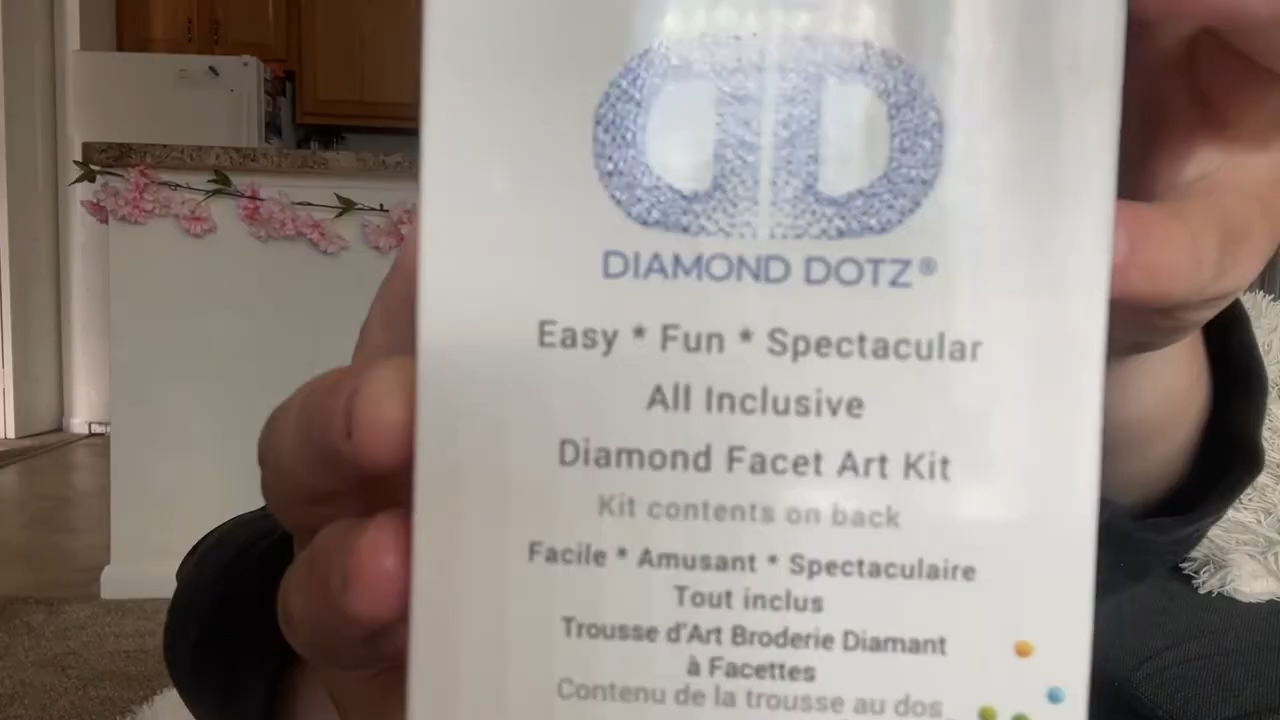 DIAMOND DOTZ®
Easy * Fun * Spectacular
All Inclusive
Diamond Facet Art Kit
Kit contents on back
Facile * Amusant * Spectaculaire
Tout inclus
Trousse d'Art Broderie Diamant
à Facettes
Contenu de la trousse au dos